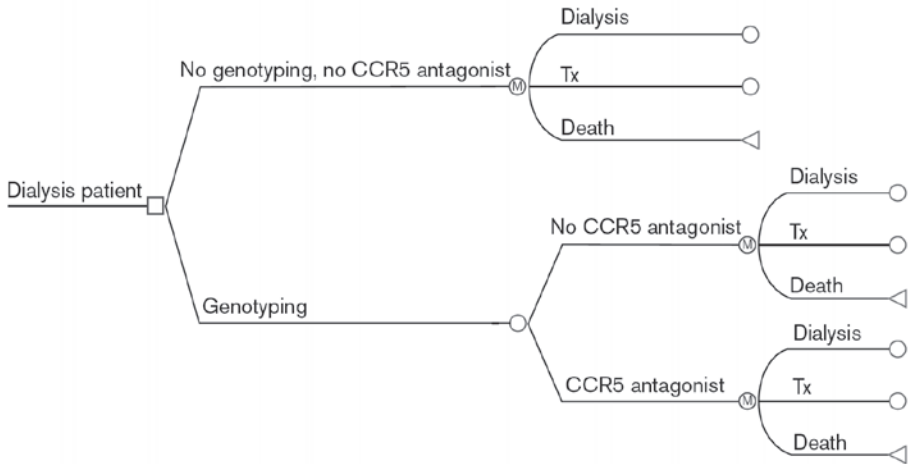 Dialysis
No genotyping, no CCR5 antagonist
M
Tx
Death
Dialysis patient
Dialysis
No CCR5 antagonist
M
Tx
Death
Genotyping
Dialysis
CCR5 antagonist
M
Tx
Death